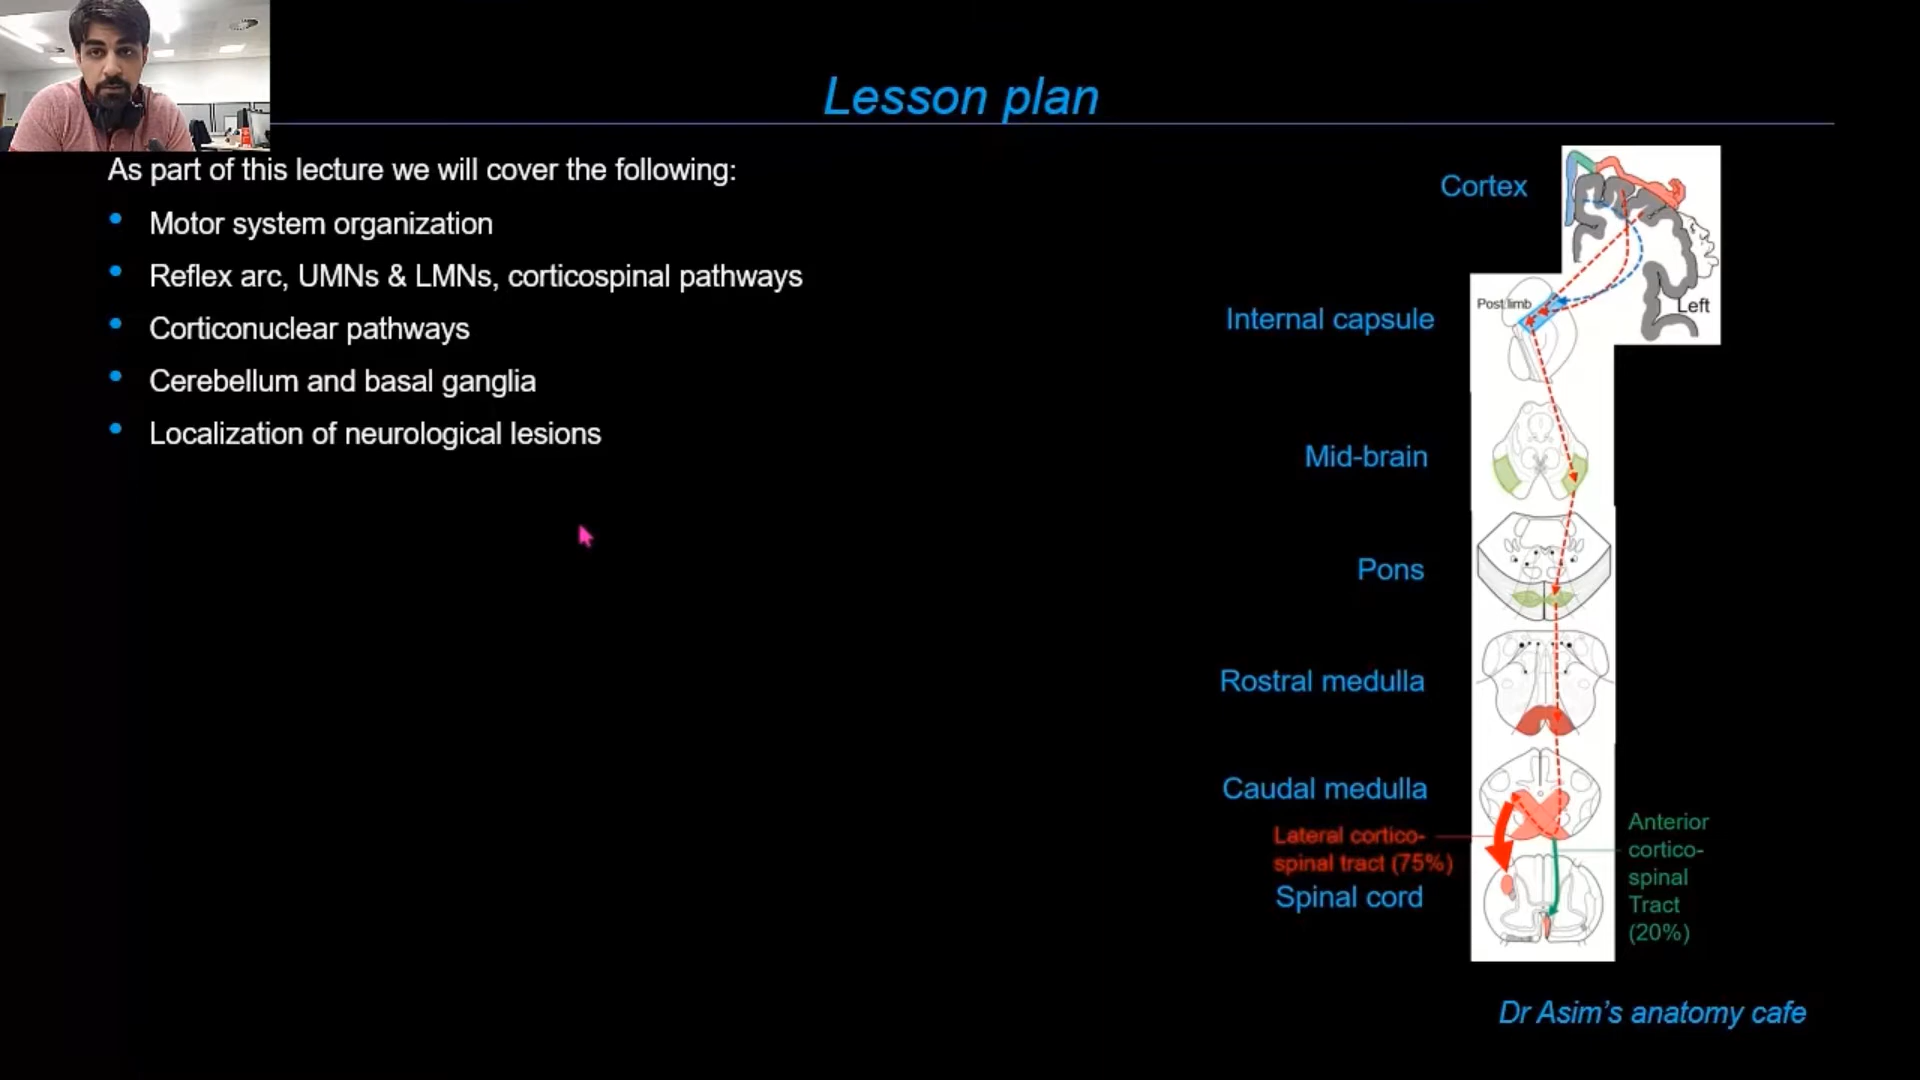 Lesson plan
As part of this lecture we will cover the following:
• Motor system organization
• Reflex arc, UMNs & LMNs, corticospinal pathways
• Corticonuclear pathways
• Cerebellum and basal ganglia
• Localization of neurological lesions
Cortex
Left
Post limb
Internal capsule
Mid-brain
Pons
Rostral medulla
Caudal medulla
Lateral cortico-
spinal tract (75%)
Spinal cord
Anterior
cortico-
spinal
Tract
(20%)
Dr Asim's anatomy cafe